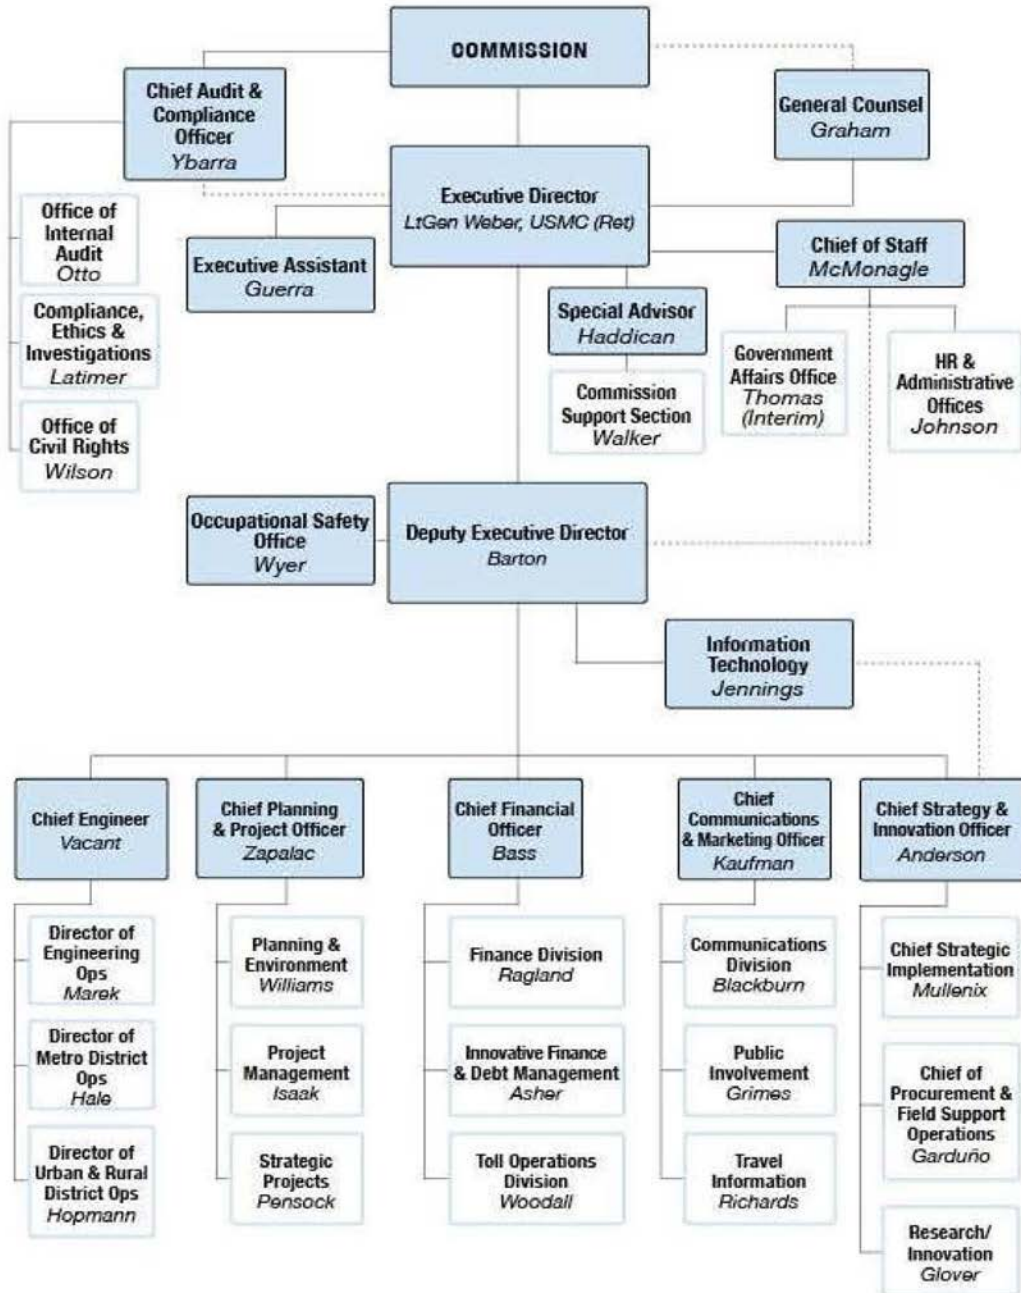 COMMISSION
Chief Audit &
Compliance
Officer
Ybarra
General Counsel
Graham
Executive Director
LtGen Weber, USMC (Ret)
Office of
Internal
Audit
Otto
Executive Assistant
Guerra
Chief of Staff
McMonagle
Compliance,
Ethics &
Investigations
Latimer
Special Advisor
Haddican
Government
Affairs Office
Thomas
(Interim)
HR &
Administrative
Offices
Johnson
Commission
Support Section
Walker
Office of
Civil Rights
Wilson
Occupational Safety
Office
Wyer
Deputy Executive Director
Barton
Information
Technology
Jennings
Chief Engineer
Vacant
Chief Planning
& Project Officer
Zapalac
Chief Financial
Officer
Bass
Chief
Communications
& Marketing Officer
Kaufman
Chief Strategy &
Innovation Officer
Anderson
Director of
Engineering
Ops
Marek
Planning &
Environment
Williams
Finance Division
Ragland
Communications
Division
Blackburn
Chief Strategic
Implementation
Mullenix
Director of
Metro District
Ops
Hale
Project
Management
Isaak
Innovative Finance
& Debt Management
Asher
Public
Involvement
Grimes
Chief of
Procurement &
Field Support
Operations
Garduño
Director of
Urban & Rural
District Ops
Hopmann
Strategic
Projects
Pensock
Toll Operations
Division
Woodall
Travel
Information
Richards
Research/
Innovation
Glover